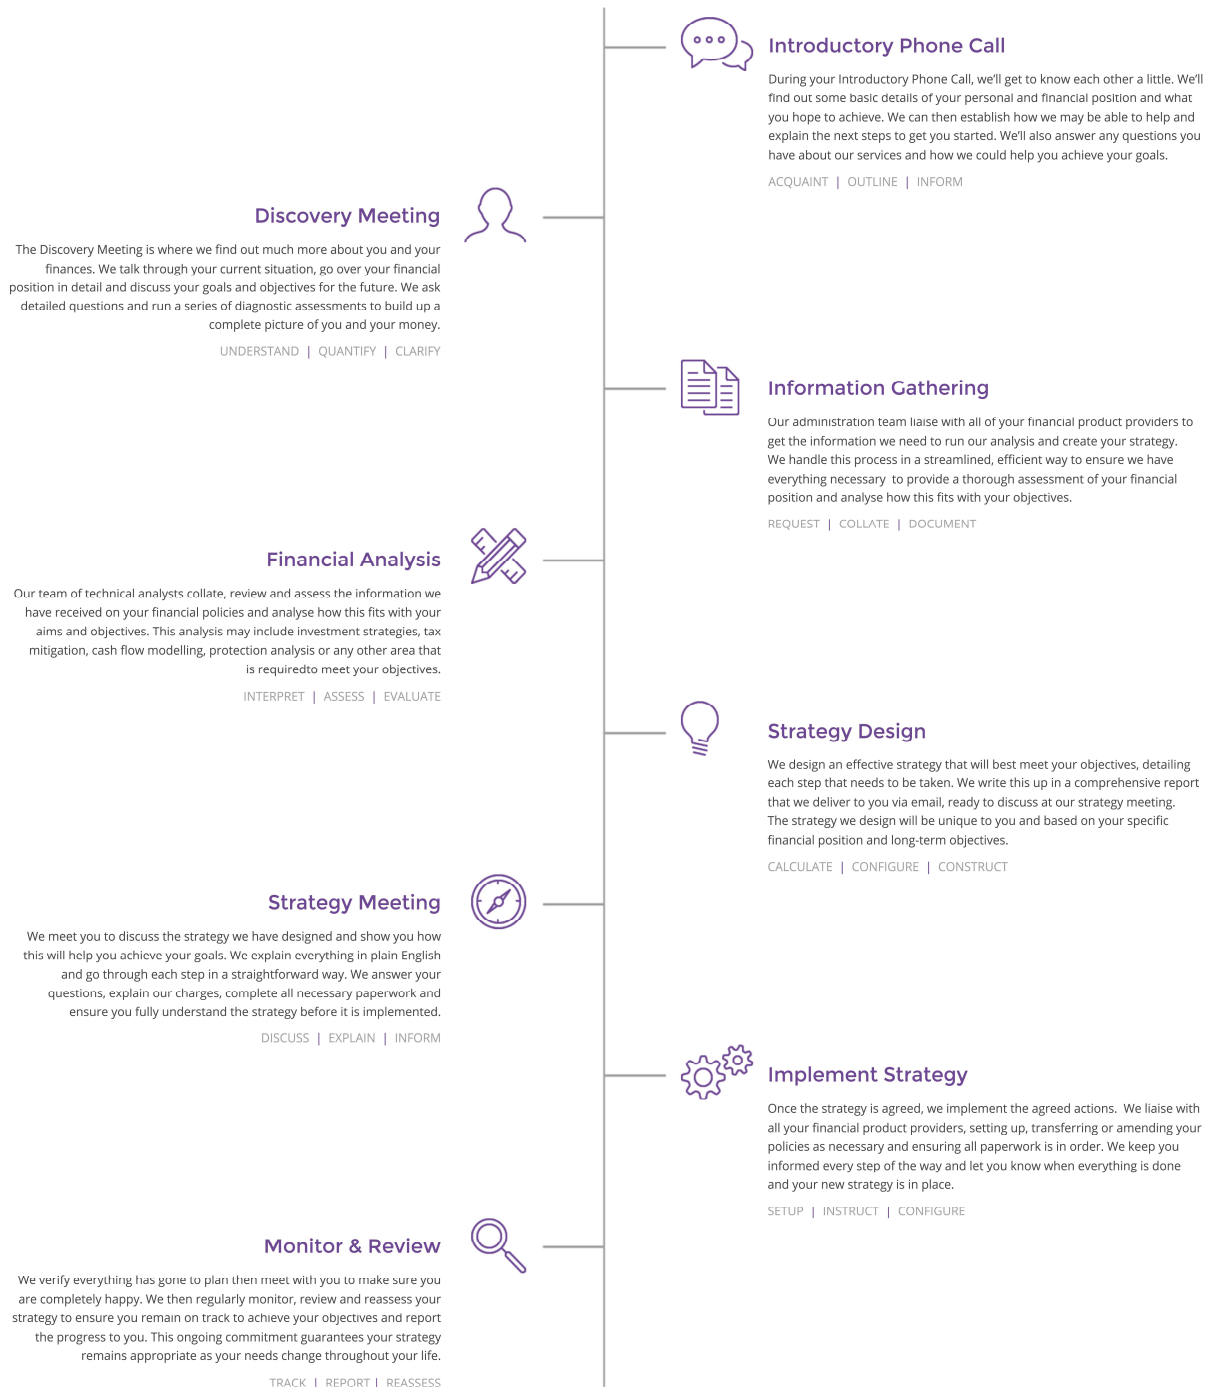 Introductory Phone Call
During your Introductory Phone Call, we'll get to know each other a little. We'll
find out some basic details of your personal and financial position and what
you hope to achieve. We can then establish how we may be able to help and
explain the next steps to get you started. We'll also answer any questions you
have about our services and how we could help you achieve your goals.
ACQUAINT | OUTLINE | INFORM
Discovery Meeting
The Discovery Meeting is where we find out much more about you and your
finances. We talk through your current situation, go over your financial
position in detail and discuss your goals and objectives for the future. We ask
detailed questions and run a series of diagnostic assessments to build up a
complete picture of you and your money.
UNDERSTAND | QUANTIFY | CLARIFY
Information Gathering
Our administration team liaise with all of your financial product providers to
get the information we need to run our analysis and create your strategy.
We handle this process in a streamlined, efficient way to ensure we have
everything necessary  to provide a thorough assessment of your financial
position and analyse how this fits with your objectives.
REQUEST | COLLATE | DOCUMENT
Financial Analysis
Our team of technical analysts collate, review and assess the information we
have received on your financial policies and analyse how this fits with your
aims and objectives. This analysis may include investment strategies, tax
mitigation, cash flow modelling, protection analysis or any other area that
is requiredto meet your objectives.
INTERPRET | ASSESS | EVALUATE
Strategy Design
We design an effective strategy that will best meet your objectives, detailing
each step that needs to be taken. We write this up in a comprehensive report
that we deliver to you via email, ready to discuss at our strategy meeting.
The strategy we design will be unique to you and based on your specific
financial position and long-term objectives.
CALCULATE | CONFIGURE | CONSTRUCT
Strategy Meeting
We meet you to discuss the strategy we have designed and show you how
this will help you achieve your goals. We explain everything in plain English
and go through each step in a straightforward way. We answer your
questions, explain our charges, complete all necessary paperwork and
ensure you fully understand the strategy before it is implemented.
DISCUSS | EXPLAIN | INFORM
Implement Strategy
Once the strategy is agreed, we implement the agreed actions.  We liaise with
all your financial product providers, setting up, transferring or amending your
policies as necessary and ensuring all paperwork is in order. We keep you
informed every step of the way and let you know when everything is done
and your new strategy is in place.
SETUP | INSTRUCT | CONFIGURE
Monitor & Review
We verify everything has gone to plan then meet with you to make sure you
are completely happy. We then regularly monitor, review and reassess your
strategy to ensure you remain on track to achieve your objectives and report
the progress to you. This ongoing commitment guarantees your strategy
remains appropriate as your needs change throughout your life.
TRACK | REPORT | REASSESS